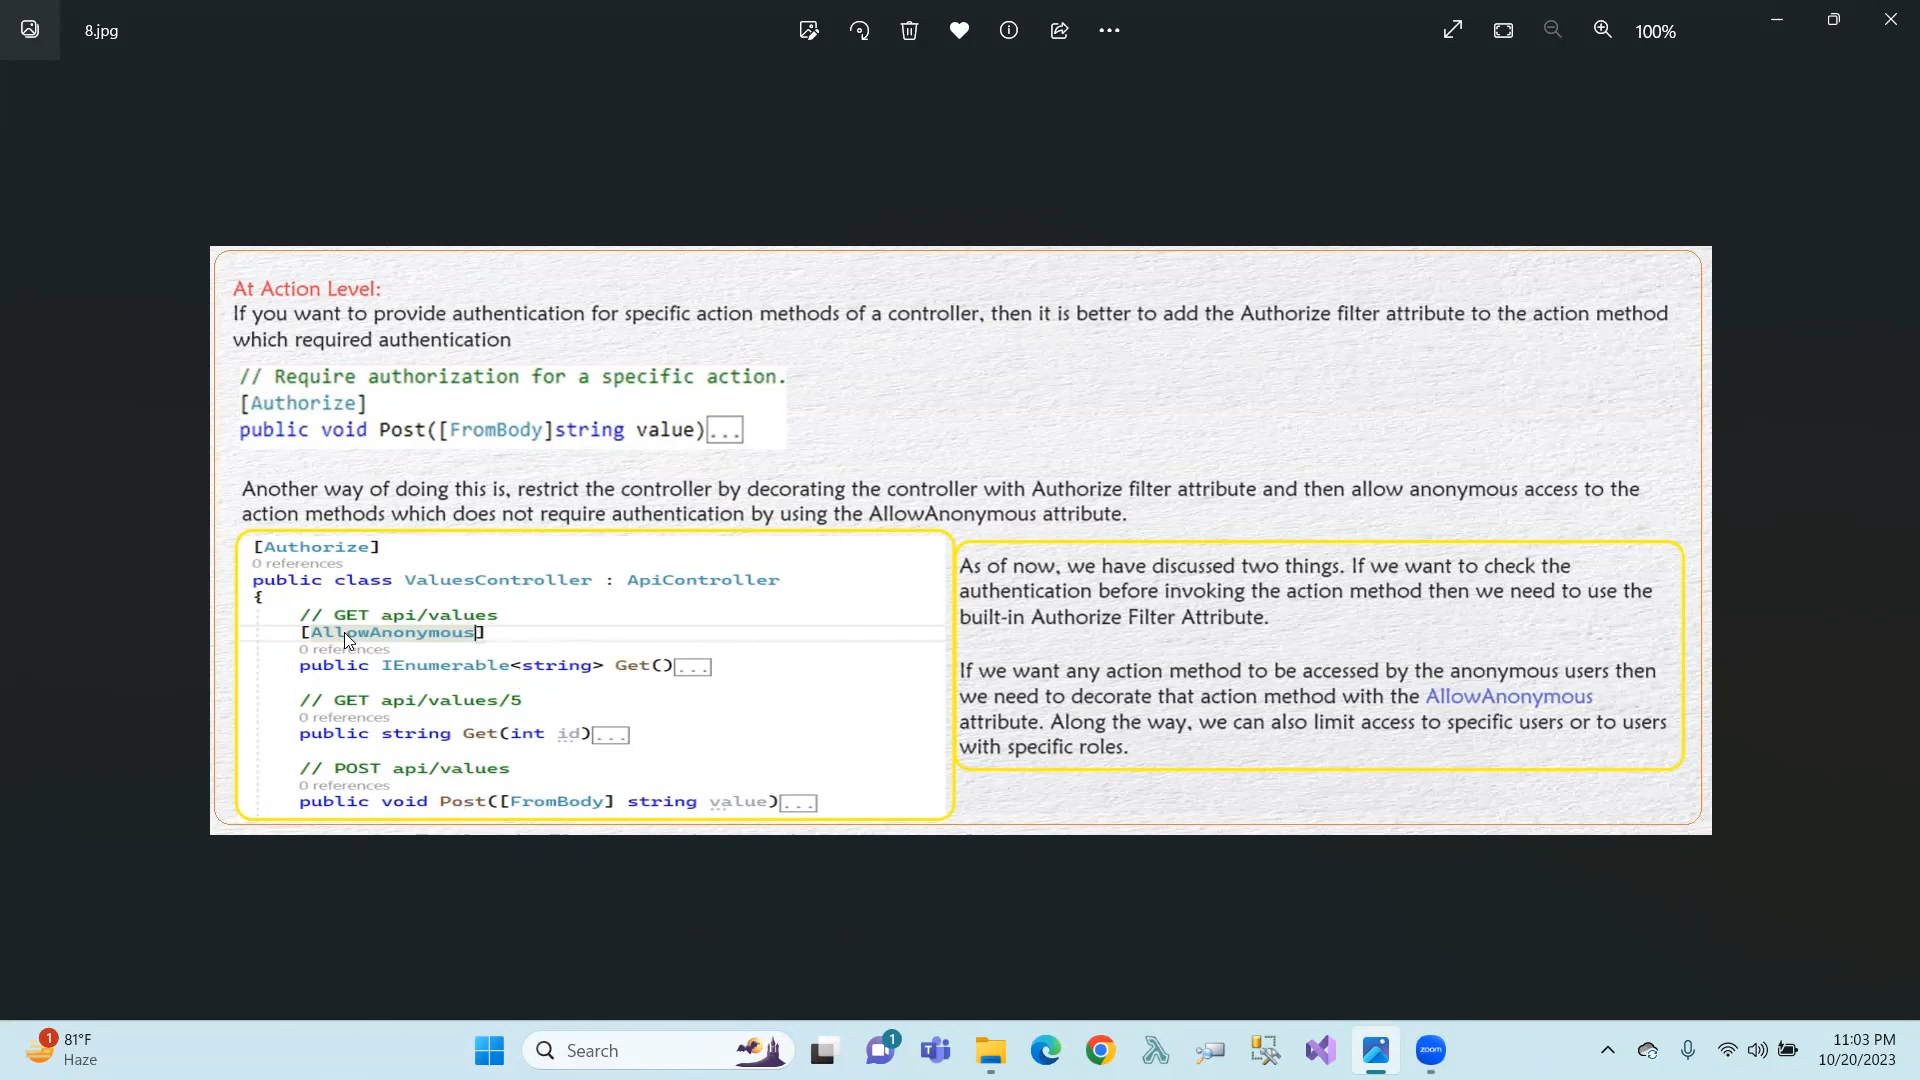 8.jpg
100%
At Action Level:
If you want to provide authentication for specific action methods of a controller, then it is better to add the Authorize filter attribute to the action method
which required authentication
// Require authorization for a specific action.
[Authorize]
public void Post([FromBody]string value)...
Another way of doing this is, restrict the controller by decorating the controller with Authorize filter attribute and then allow anonymous access to the
action methods which does not require authentication by using the AllowAnonymous attribute.
[Authorize]
0 references
public class ValuesController : ApiController
{
// GET api/values
[AllowAnonymous]
0 references
public IEnumerable<string> Get()...
// GET api/values/5
0 references
public string Get(int id)...
// POST api/values
0 references
public void Post([FromBody] string value)...
As of now, we have discussed two things. If we want to check the
authentication before invoking the action method then we need to use the
built-in Authorize Filter Attribute.
If we want any action method to be accessed by the anonymous users then
we need to decorate that action method with the AllowAnonymous
attribute. Along the way, we can also limit access to specific users or to users
with specific roles.
1
81°F
Haze
Search
1
zoom
11:03 PM
10/20/2023